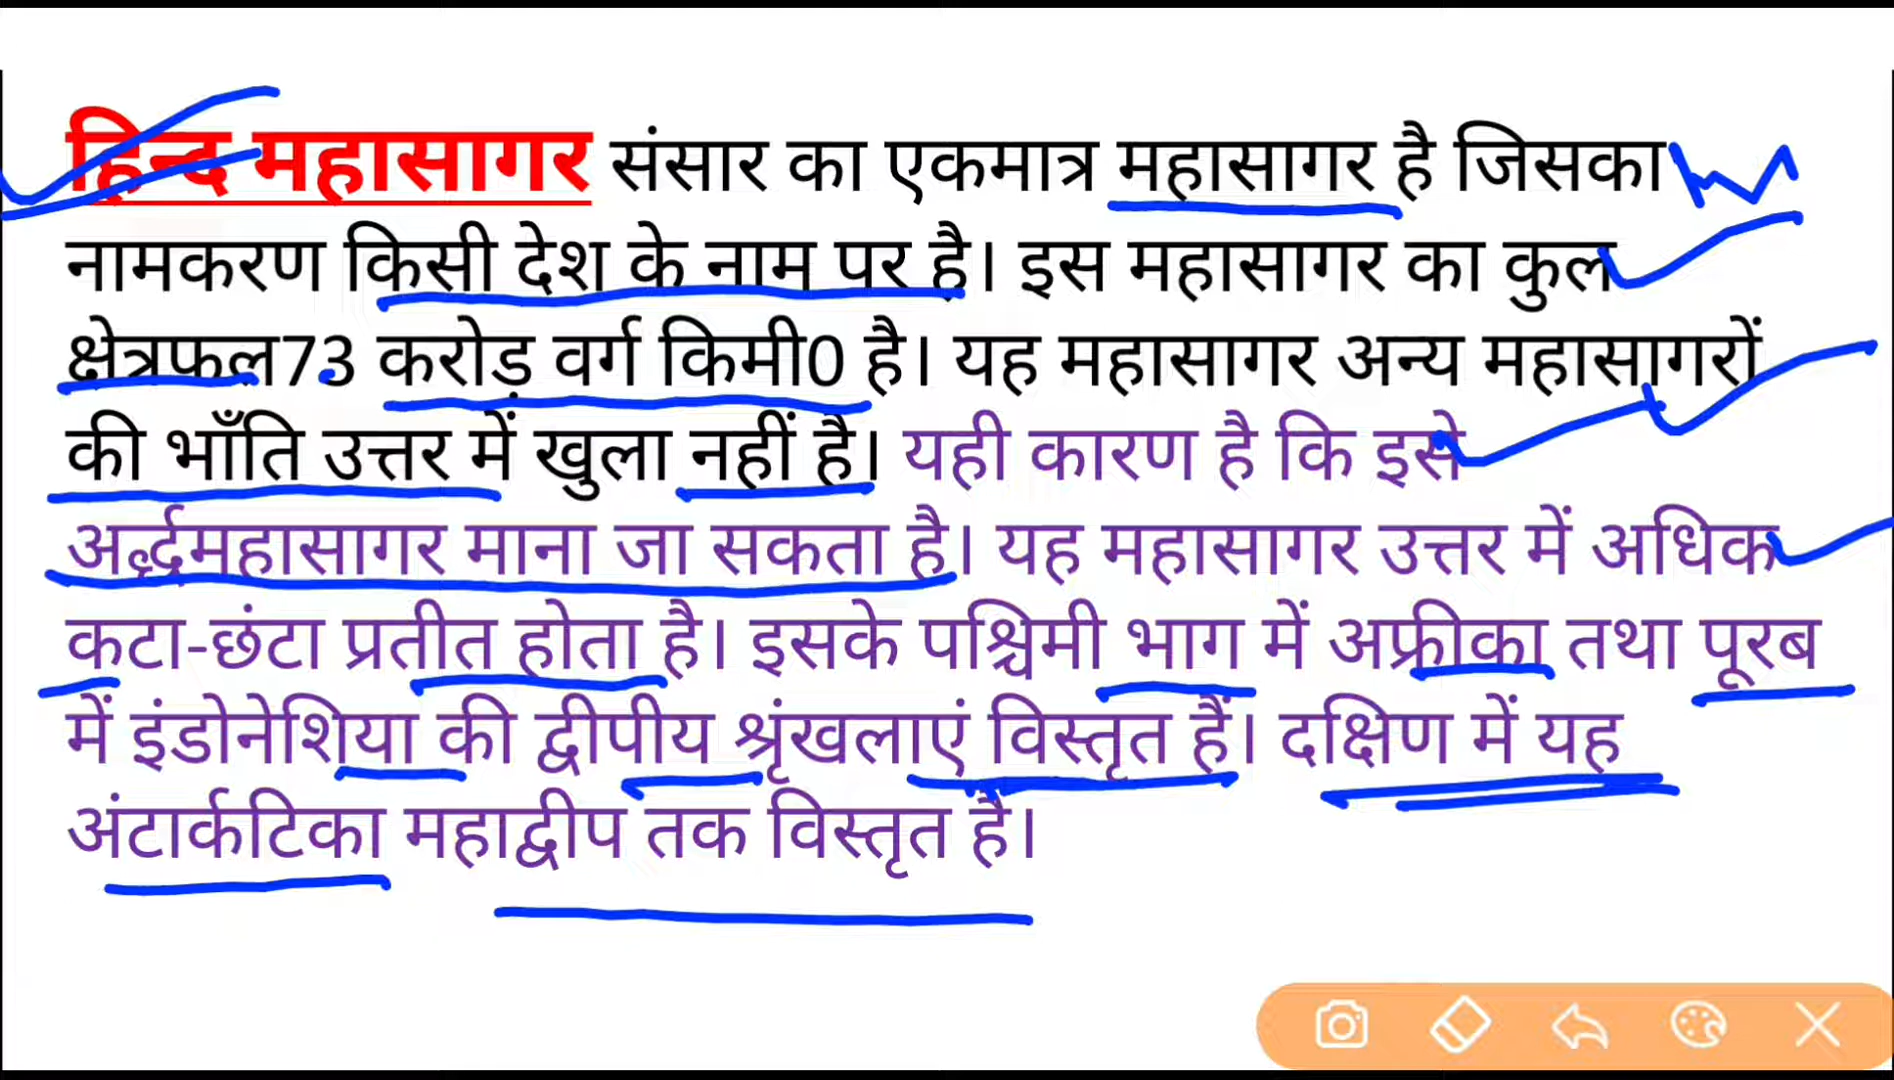 हिन्द महासागर संसार का एकमात्र महासागर है जिसका
नामकरण किसी देश के नाम पर है। इस महासागर का कुल
क्षेत्रफल73 करोड़ वर्ग किमी0 है। यह महासागर अन्य महासागरों
की भाँति उत्तर में खुला नहीं है। यही कारण है कि इसे
अर्द्धमहासागर माना जा सकता है। यह महासागर उत्तर में अधिक
कटा-छंटा प्रतीत होता है। इसके पश्चिमी भाग में अफ्रीका तथा पूरब
में इंडोनेशिया की द्वीपीय श्रृंखलाएं विस्तृत हैं। दक्षिण में यह
अंटार्कटिका महाद्वीप तक विस्तृत है।